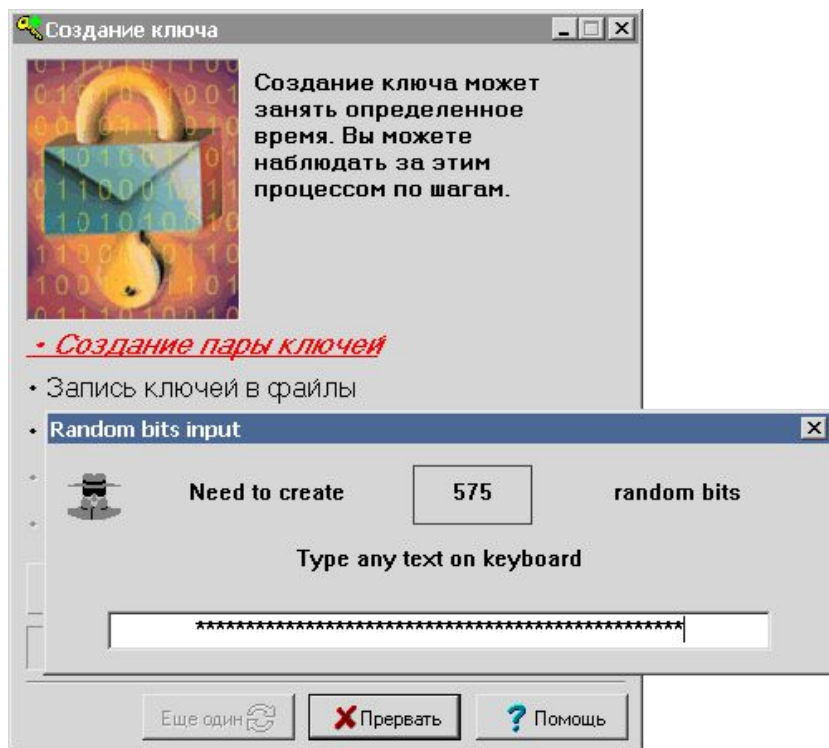 Создание ключа
Создание ключа может
занять определенное
время. Вы можете
наблюдать за этим
процессом по шагам.
• Создание пары ключей
• Запись ключей в файлы
Random bits input
Need to create 575 random bits
Type any text on keyboard
*************************************************
Еще один Прервать Помощь